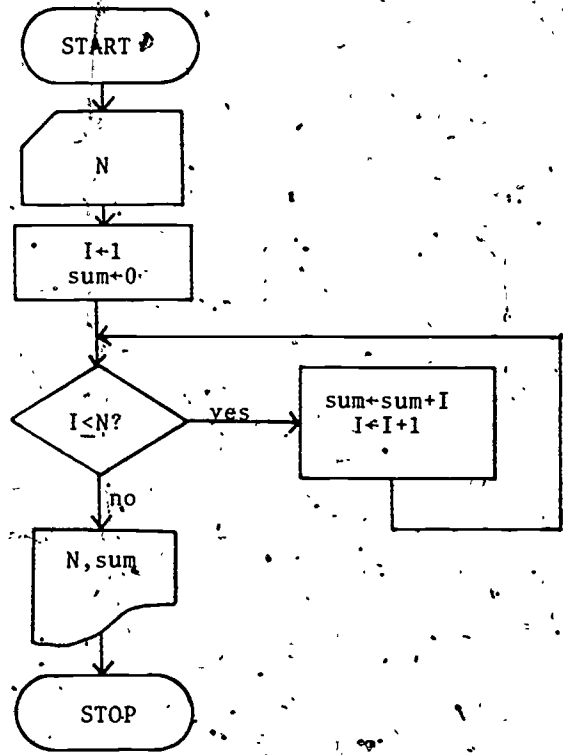 START
N
I←1
sum←0
I≤N?
yes
sum←sum+I
I←I+1
no
N,sum
STOP